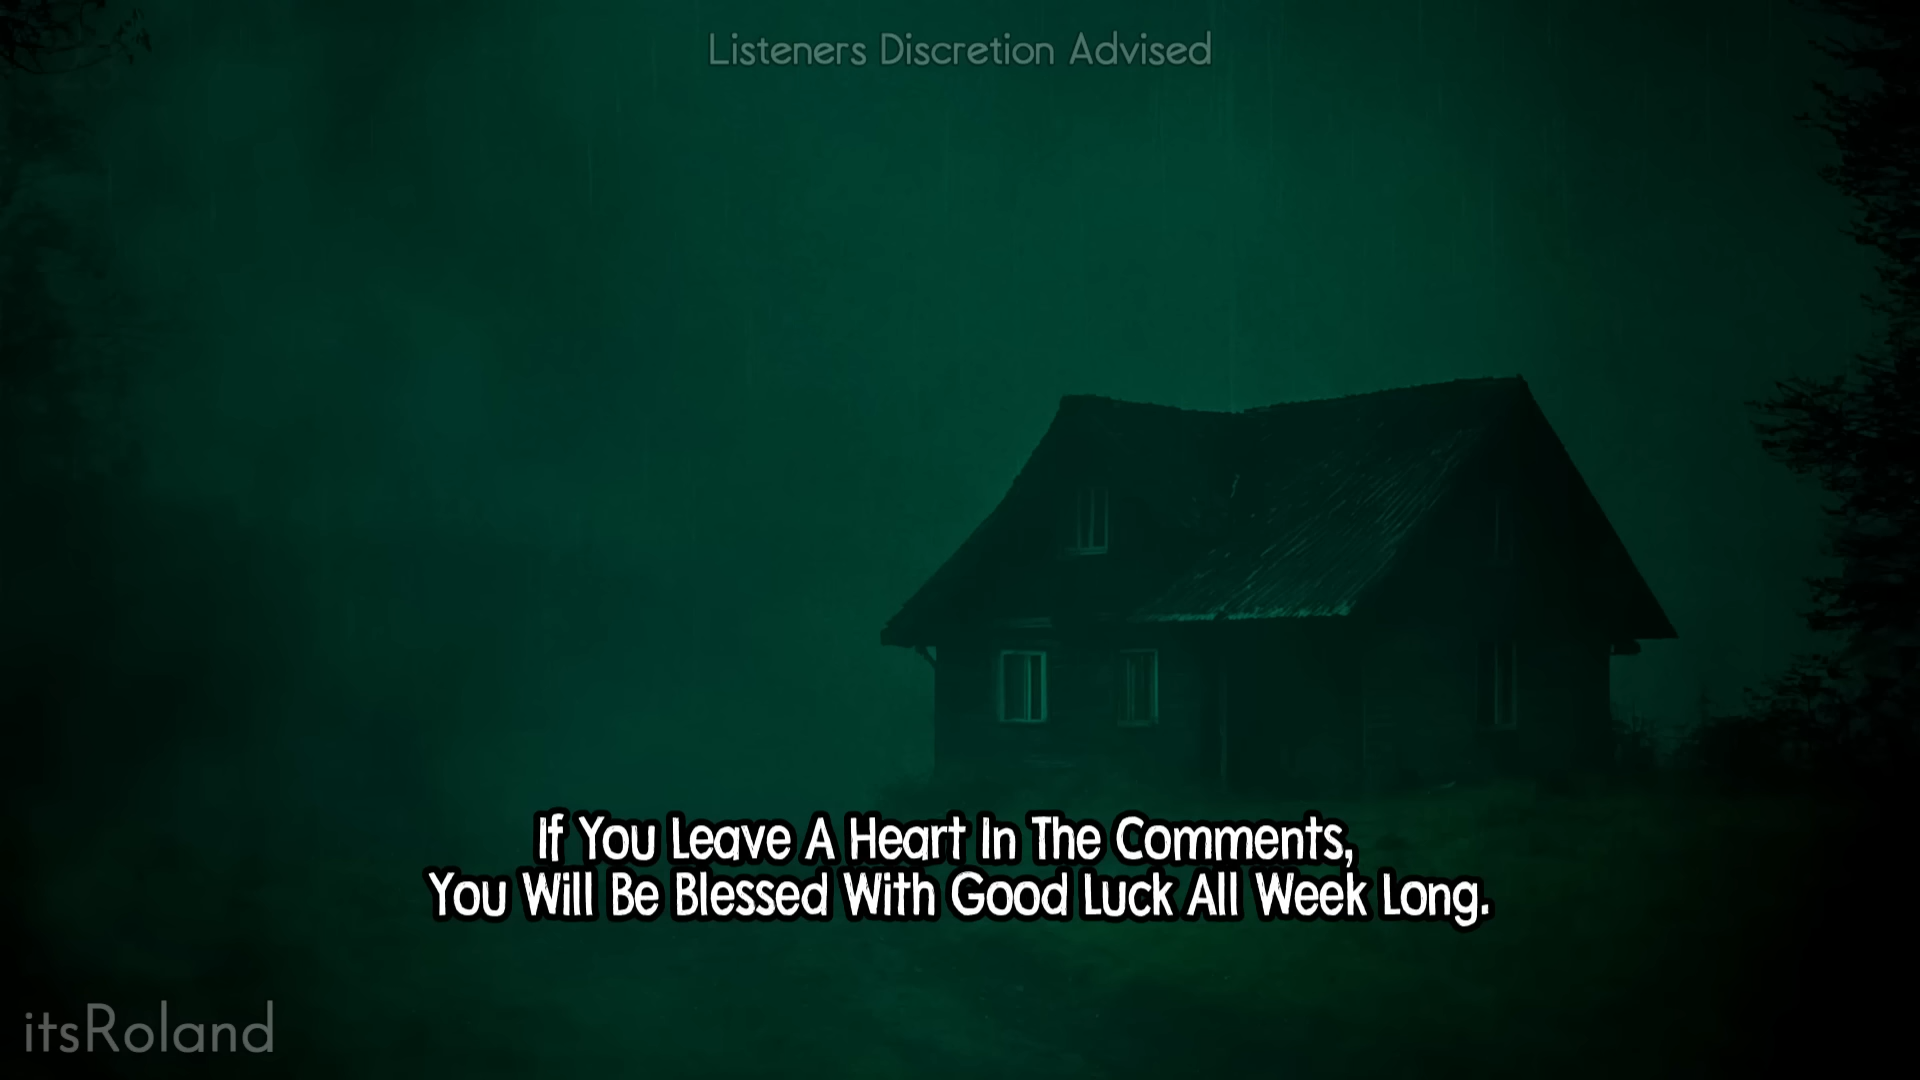 Listeners Discretion Advised
If You Leave A Heart In The Comments,
You Will Be Blessed With Good Luck All Week Long.
itsRoland